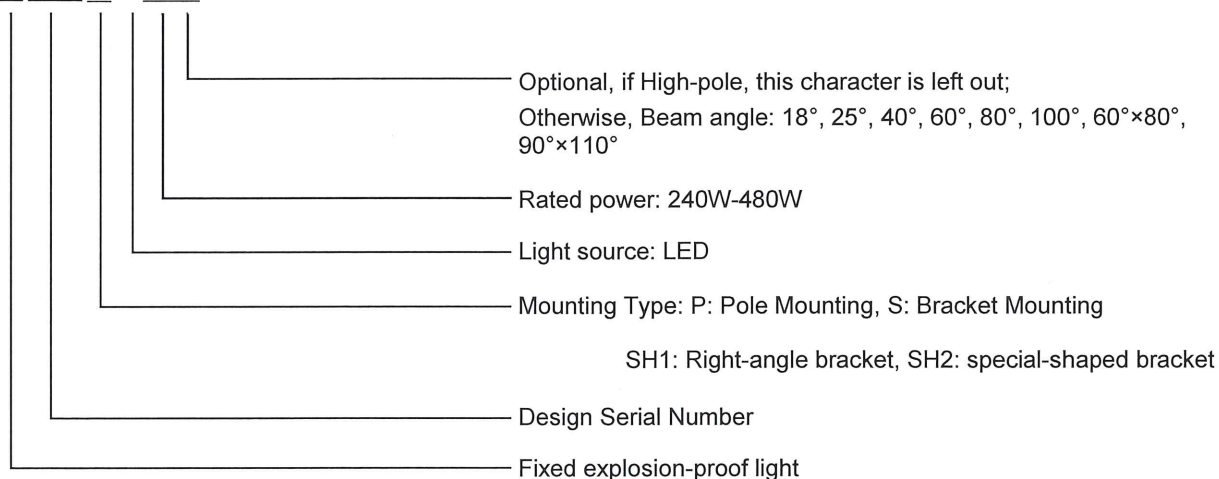 Optional, if High-pole, this character is left out;
Otherwise, Beam angle: 18°, 25°, 40°, 60°, 80°, 100°, 60°×80°,
90°×110°
Rated power: 240W-480W
Light source: LED
Mounting Type: P: Pole Mounting, S: Bracket Mounting
SH1: Right-angle bracket, SH2: special-shaped bracket
Design Serial Number
Fixed explosion-proof light